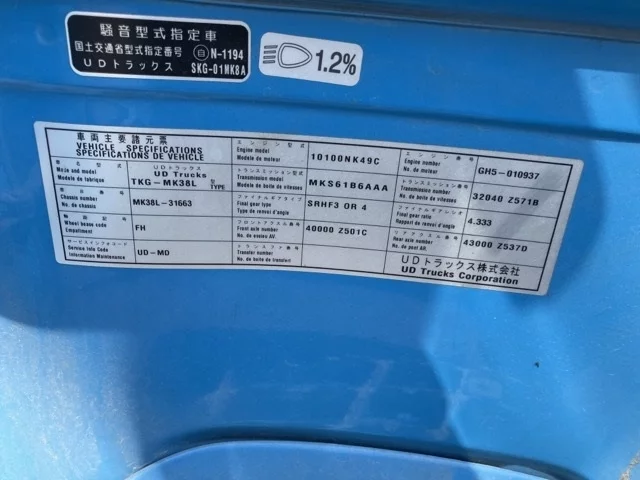 騒音型式指定車
国土交通省型式指定番号 自 N-1194
UDトラックス SKG-01MK8A
1.2%
車両主要諸元票
VEHICLE SPECIFICATIONS
SPECIFICATIONS DE VEHICLE
エンジン型式
Engine model
Modele de moteur
10100NK49C
エンジン番号
Engine number
No. de moteur
GH5-010937
車名型式
Make and model
Modele de fabrique
UDトラックス
UD Trucks
TKG-MK38L
型
TYPE
トランスミッション型式
Transmission model
Modele de boite de vitesses
MKS61B6AAA
トランスミッション番号
Transmission number
No. de boite de vitesses
32040 Z571B
Chassis number
No. de chassis
MK38L-31663
ファイナルギアタイプ
Final gear type
Type de renvoi d'angle
SRHF3 OR 4
ファイナルギアレシオ
Final gear ratio
Rapport de renvoi d'angle
4.333
軸距記号
Wheel base code
Empattement
FH
フロントアクスル番号
Front axle number
No. de essieu AV.
40000 Z501C
リアアクスル番号
Rear axle number
No. de pont AR.
43000 Z537D
サービスインフォコード
Service Info Code
Information Maintenance
UD-MD
トランスファ番号
Transfer number
No. de boite de transfert
UDトラックス株式会社
UD Trucks Corporation